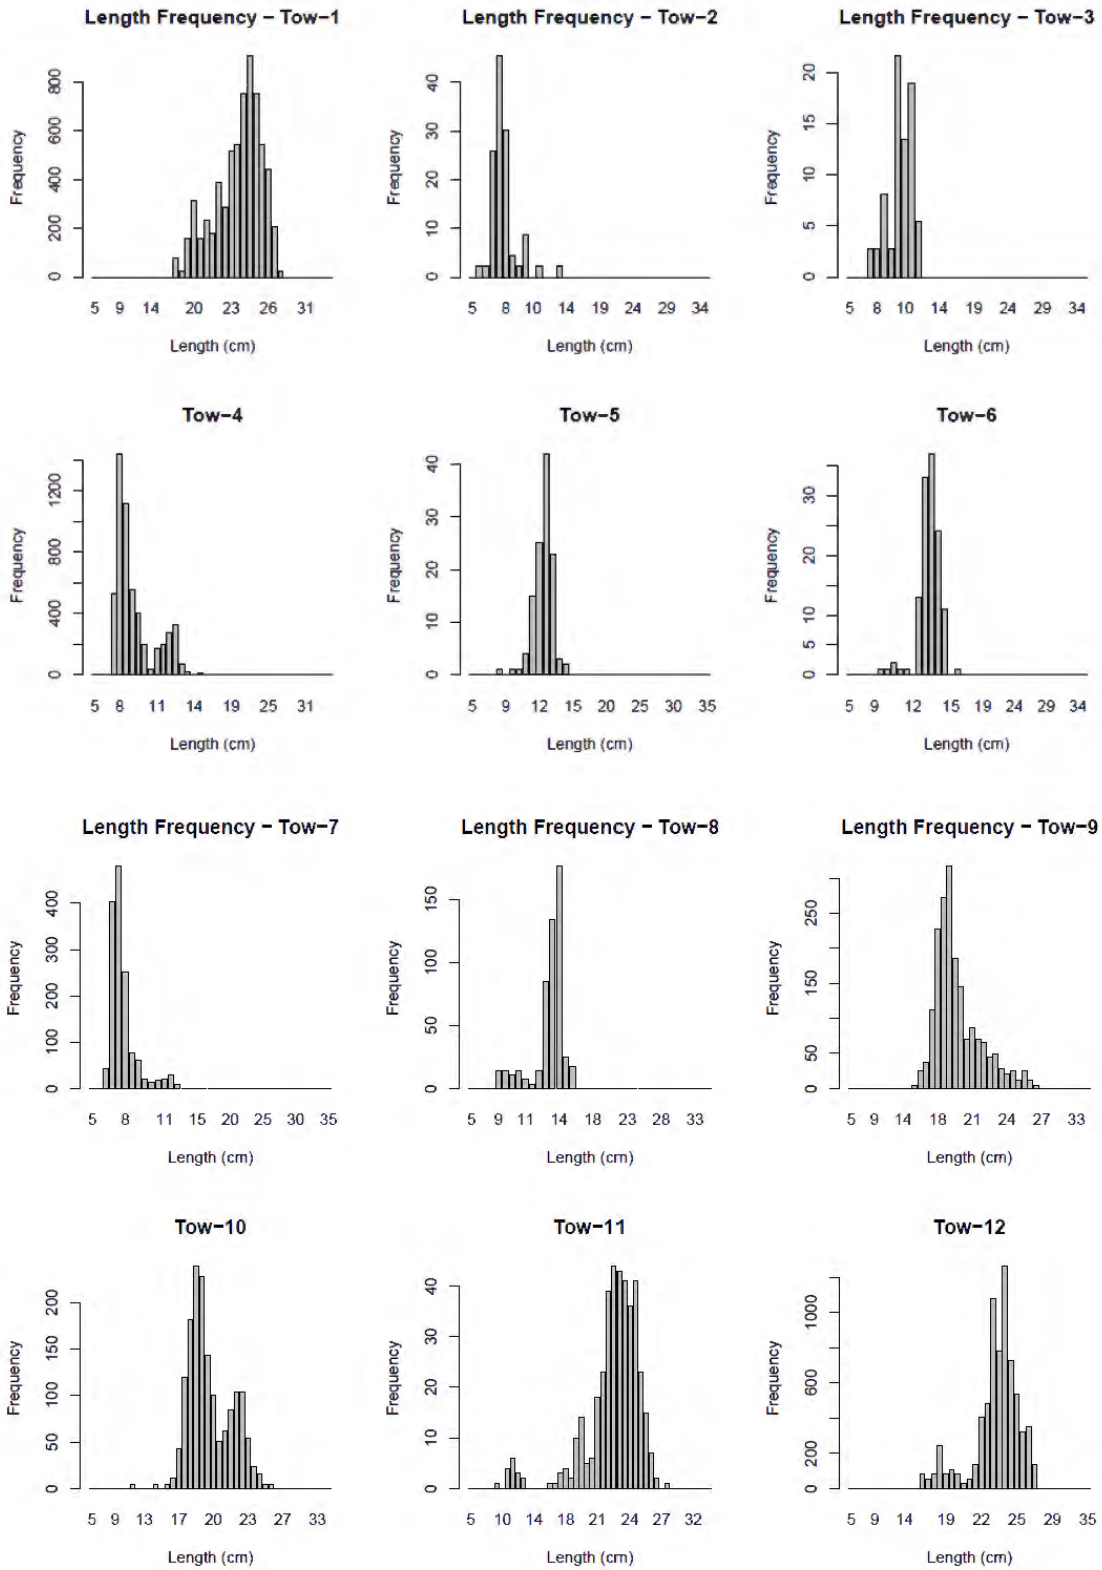 Length Frequency – Tow–1
Frequency
0 200 400 600 800
5 9 14 20 23 26 31
Length (cm)
Length Frequency – Tow–2
Frequency
0 10 20 30 40
5 8 10 14 19 24 29 34
Length (cm)
Length Frequency – Tow–3
Frequency
0 5 10 15 20
5 8 10 14 19 24 29 34
Length (cm)
Tow–4
Frequency
0 400 800 1200
5 8 11 14 19 25 31
Length (cm)
Tow–5
Frequency
0 10 20 30 40
5 9 12 15 20 25 30 35
Length (cm)
Tow–6
Frequency
0 5 10 20 30
5 9 12 15 19 24 29 34
Length (cm)
Length Frequency – Tow–7
Frequency
0 100 200 300 400
5 8 11 15 20 25 30 35
Length (cm)
Length Frequency – Tow–8
Frequency
0 50 100 150
5 9 11 14 18 23 28 33
Length (cm)
Length Frequency – Tow–9
Frequency
0 50 150 250
5 9 14 18 21 24 27 33
Length (cm)
Tow–10
Frequency
0 50 100 150 200
5 9 13 17 20 23 27 33
Length (cm)
Tow–11
Frequency
0 10 20 30 40
5 10 14 18 21 24 27 32
Length (cm)
Tow–12
Frequency
0 200 600 1000
5 9 14 19 22 25 29 35
Length (cm)